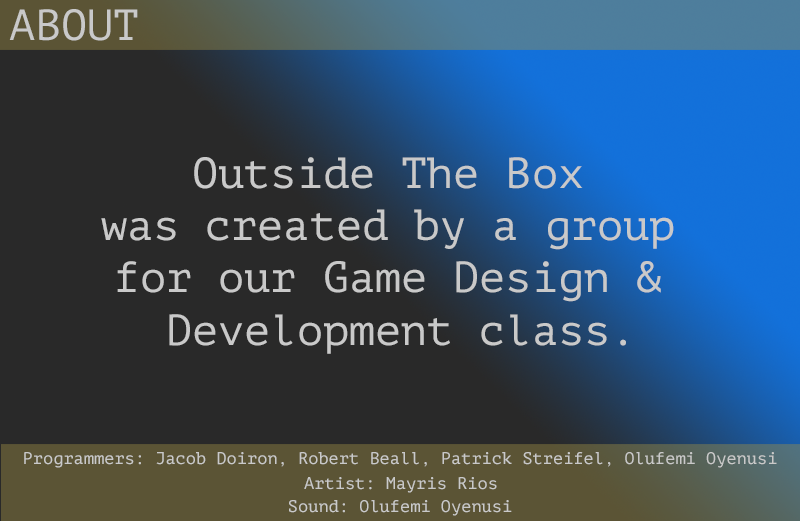 ABOUT
Outside The Box
was created by a group
for our Game Design &
Development class.
Programmers: Jacob Doiron, Robert Beall, Patrick Streifel, Olufemi Oyenusi
Artist: Mayris Rios
Sound: Olufemi Oyenusi